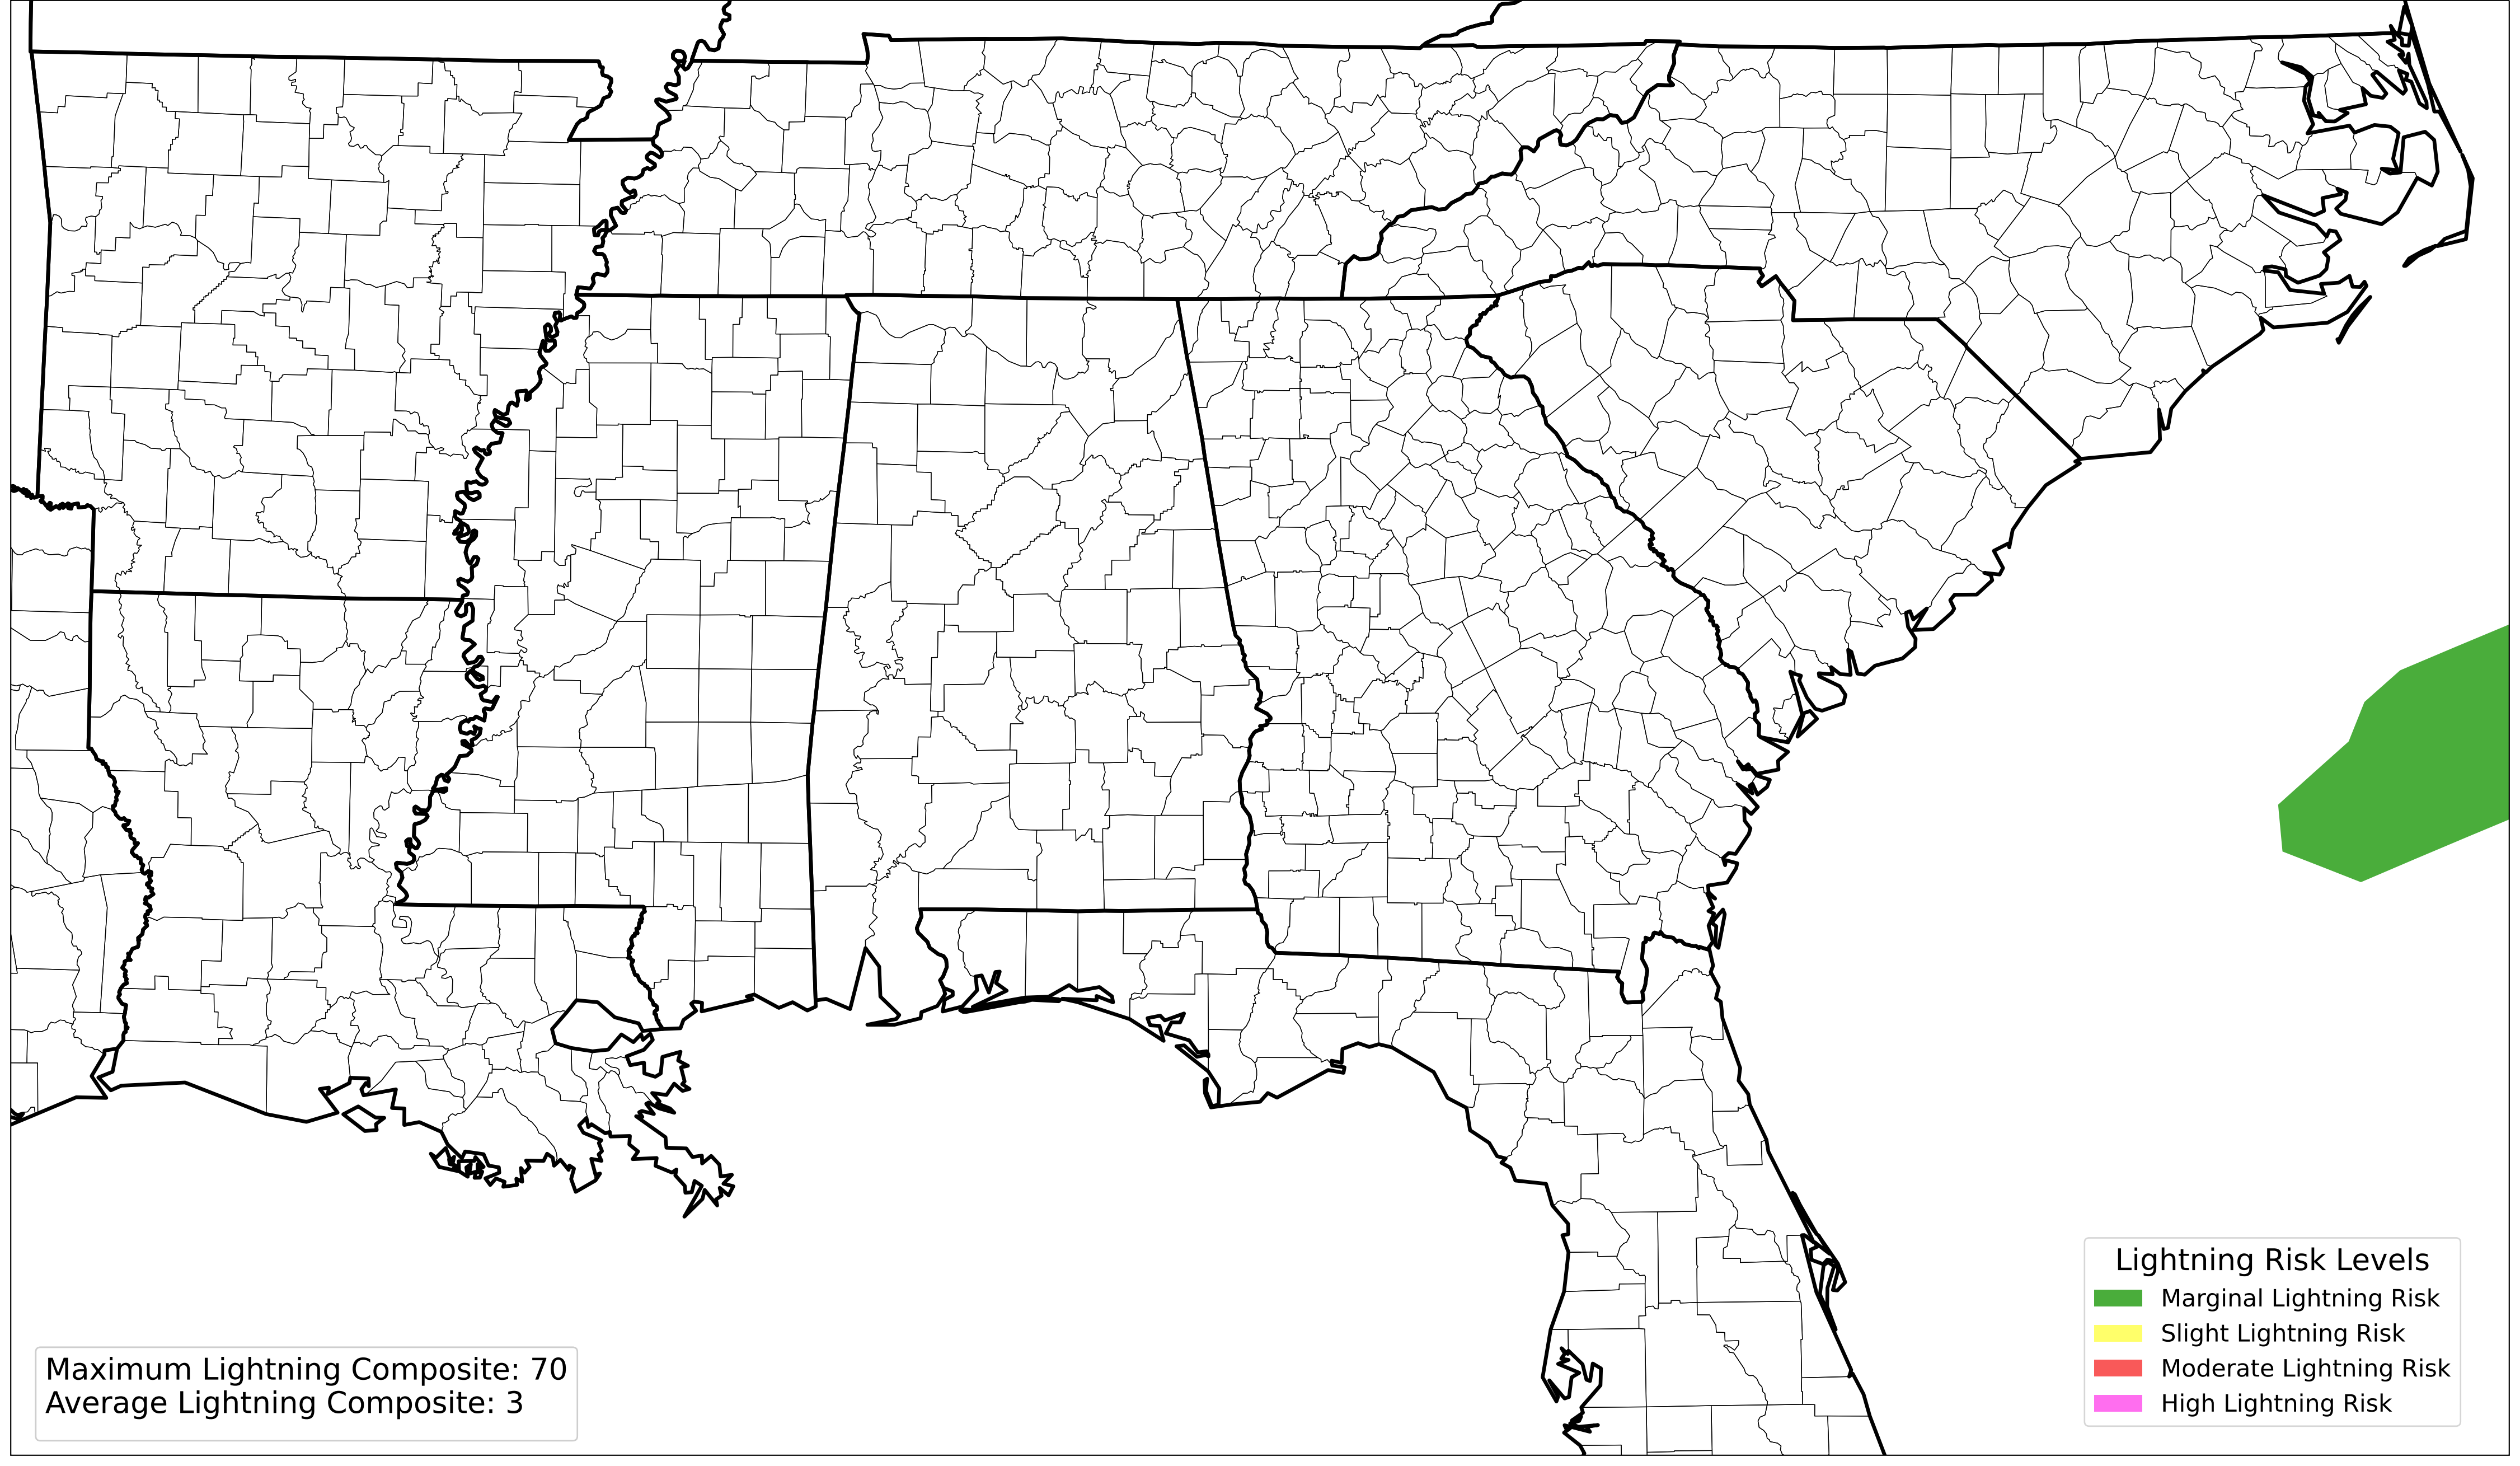 Maximum Lightning Composite: 70
Average Lightning Composite: 3
Lightning Risk Levels
Marginal Lightning Risk
Slight Lightning Risk
Moderate Lightning Risk
High Lightning Risk